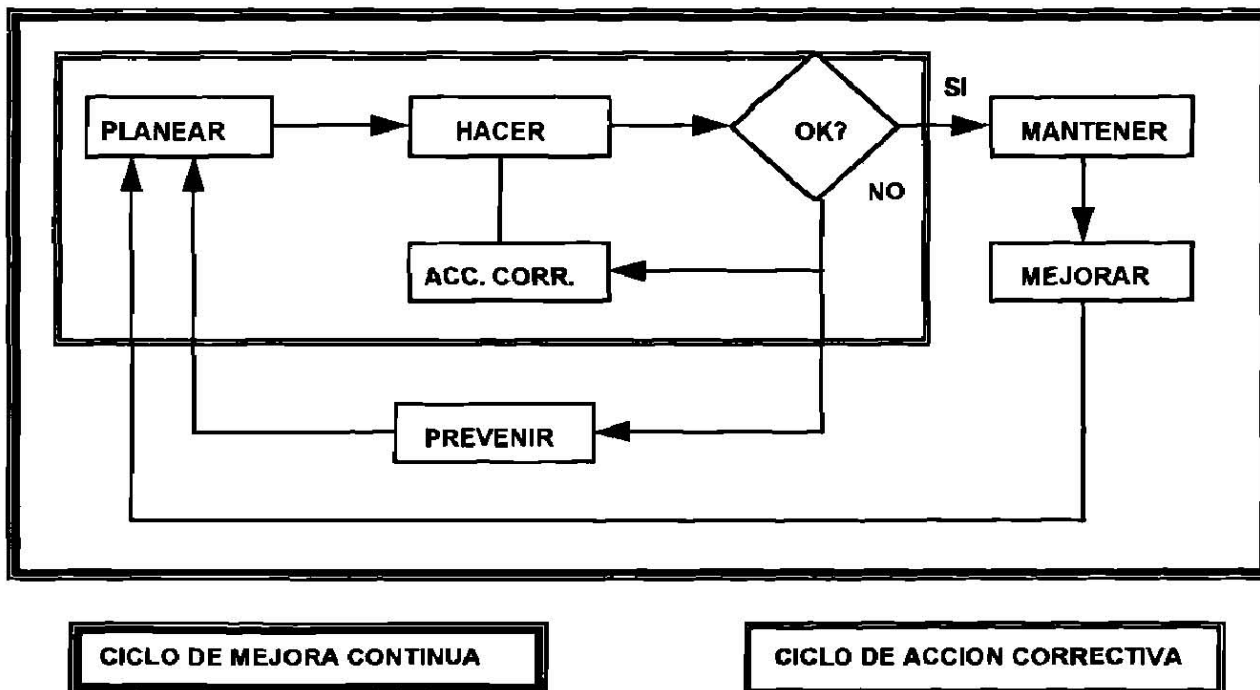 SI
PLANEAR
HACER
OK?
MANTENER
NO
ACC. CORR.
MEJORAR
PREVENIR
CICLO DE MEJORA CONTINUA
CICLO DE ACCION CORRECTIVA